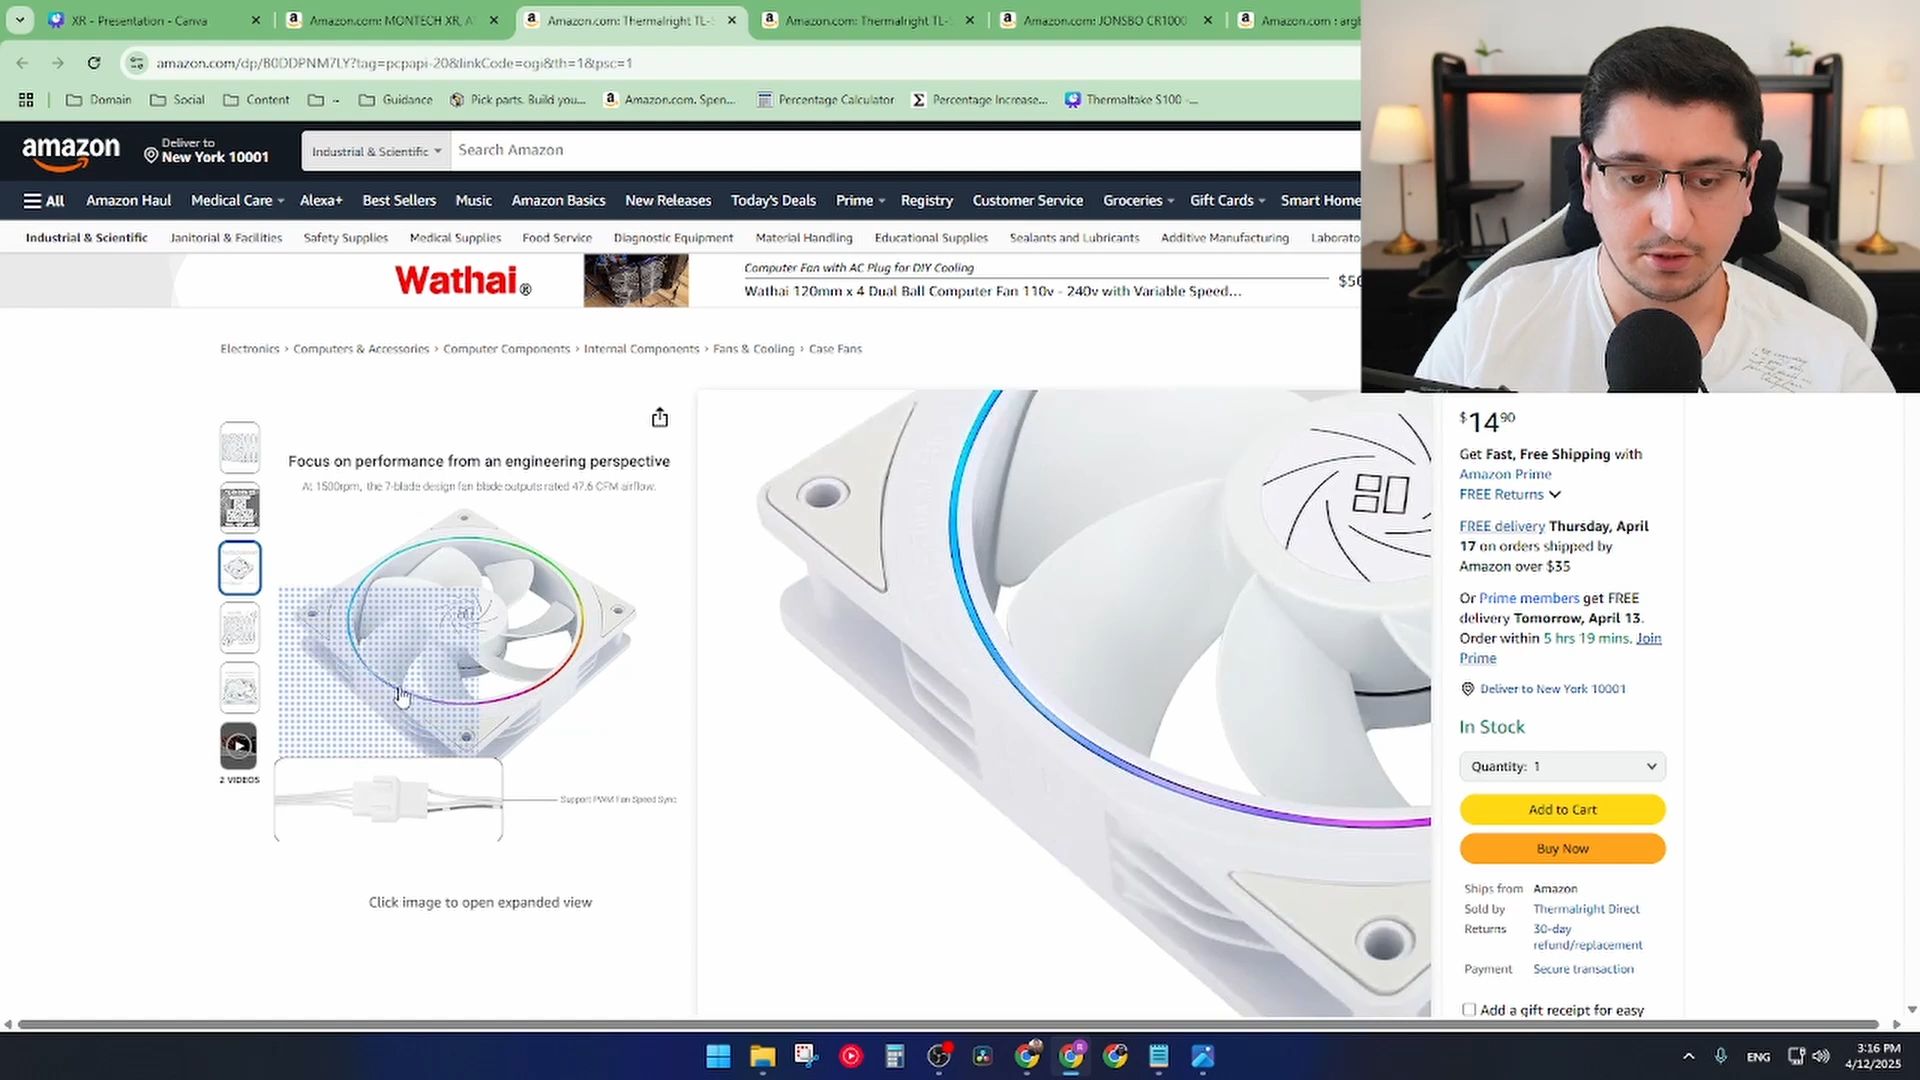 XR - Presentation - Canva
Amazon.com: MONTECH XR, A
Amazon.com: Thermalright TL-
Amazon.com: Thermalright TL-
Amazon.com: JONSBO CR1000
Amazon.com : argb
amazon.com/dp/B0DDPNM7LY?tag=pcpapi-20&linkCode=ogi&th=1&psc=1
Domain
Social
Content
..
Guidance
Pick parts. Build you...
Amazon.com. Spen...
Percentage Calculator
Percentage Increase...
Thermaltake S100 -...
amazon
Deliver to
New York 10001
Industrial & Scientific
Search Amazon
All
Amazon Haul
Medical Care
Alexa+
Best Sellers
Music
Amazon Basics
New Releases
Today's Deals
Prime
Registry
Customer Service
Groceries
Gift Cards
Smart Home
Industrial & Scientific
Janitorial & Facilities
Safety Supplies
Medical Supplies
Food Service
Diagnostic Equipment
Material Handling
Educational Supplies
Sealants and Lubricants
Additive Manufacturing
Laborato
Wathai®
Computer Fan with AC Plug for DIY Cooling
Wathai 120mm x 4 Dual Ball Computer Fan 110v - 240v with Variable Speed...
Electronics › Computers & Accessories › Computer Components › Internal Components › Fans & Cooling › Case Fans
Focus on performance from an engineering perspective
At 1500rpm, the 7-blade design fan blade outputs rated 47.6 CFM airflow.
Support PWM Fan Speed Sync
2 VIDEOS
Click image to open expanded view
$14.90
Get Fast, Free Shipping with
Amazon Prime
FREE Returns
FREE delivery Thursday, April
17 on orders shipped by
Amazon over $35
Or Prime members get FREE
delivery Tomorrow, April 13.
Order within 5 hrs 19 mins. Join
Prime
Deliver to New York 10001
In Stock
Quantity: 1
Add to Cart
Buy Now
Ships from Amazon
Sold by Thermalright Direct
Returns 30-day
refund/replacement
Payment Secure transaction
Add a gift receipt for easy
ENG
3:16 PM
4/12/2025